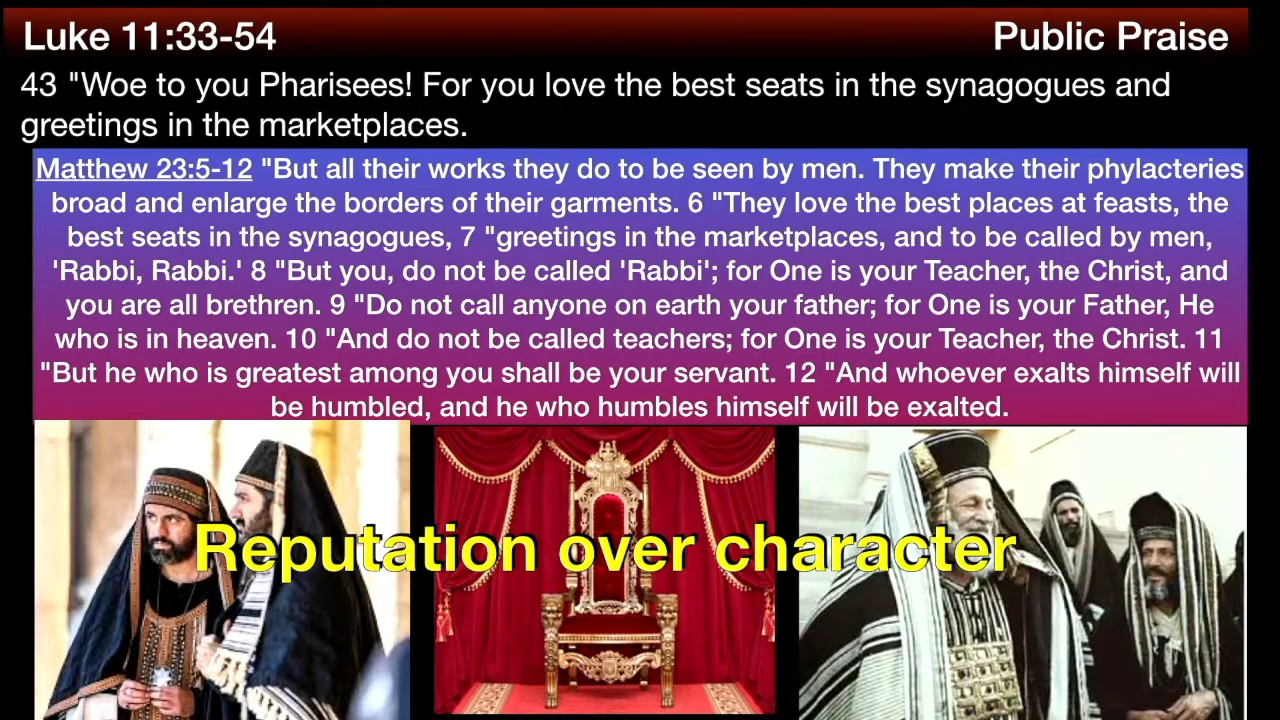 Luke 11:33-54
Public Praise
43 "Woe to you Pharisees! For you love the best seats in the synagogues and
greetings in the marketplaces.
Matthew 23:5-12 "But all their works they do to be seen by men. They make their phylacteries
broad and enlarge the borders of their garments. 6 "They love the best places at feasts, the
best seats in the synagogues, 7 "greetings in the marketplaces, and to be called by men,
'Rabbi, Rabbi.' 8 "But you, do not be called 'Rabbi'; for One is your Teacher, the Christ, and
you are all brethren. 9 "Do not call anyone on earth your father; for One is your Father, He
who is in heaven. 10 "And do not be called teachers; for One is your Teacher, the Christ. 11
"But he who is greatest among you shall be your servant. 12 "And whoever exalts himself will
be humbled, and he who humbles himself will be exalted.
Reputation over character